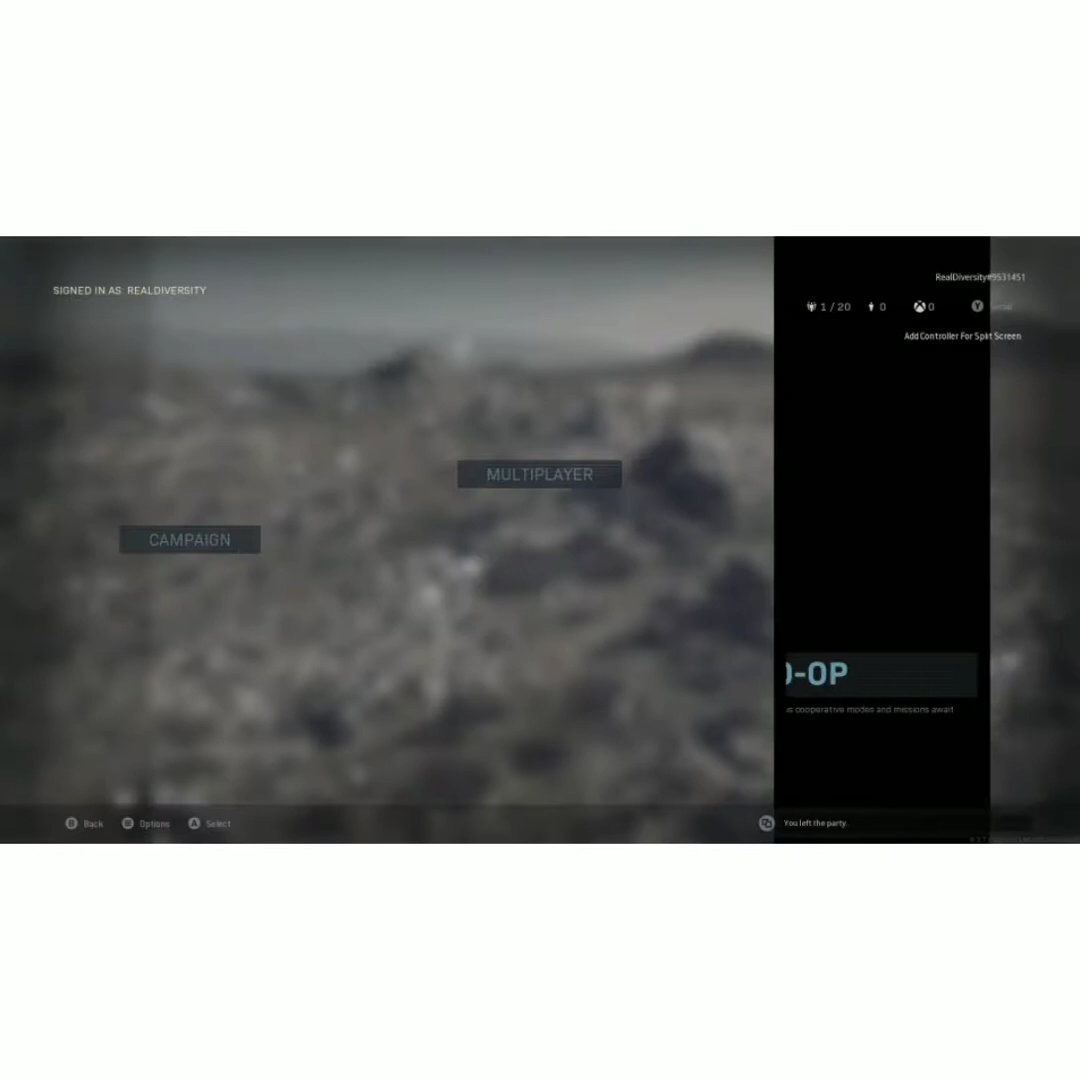 SIGNED IN AS: REALDIVERSITY
RealDiversity#9531451
1 / 20 0 0 Y
Add Controller For Split Screen
MULTIPLAYER
CAMPAIGN
O-OP
cooperative modes and missions await
B Back Options A Select
You left the party.